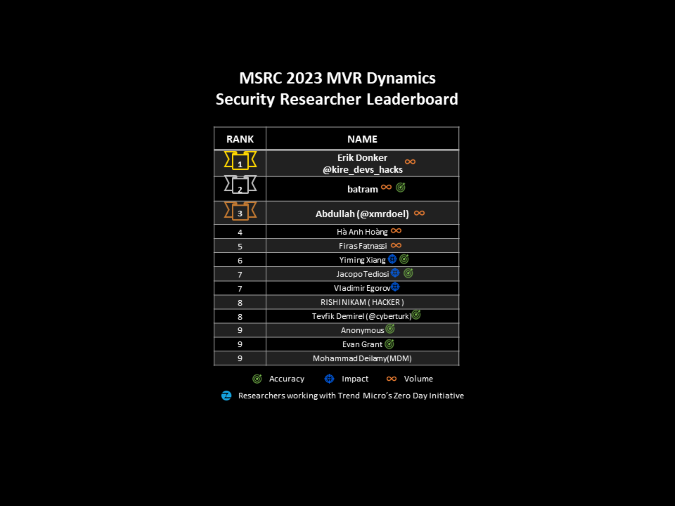 MSRC 2023 MVR Dynamics
Security Researcher Leaderboard
RANK NAME
1 Erik Donker
@kire_devs_hacks
2 batram
3 Abdullah (@xmrdoel)
4 Hà Anh Hoàng
5 Firas Fatnassi
6 Yiming Xiang
7 Jacopo Tediosi
7 Vladimir Egorov
8 RISHI NIKAM ( HACKER )
8 Tevfik Demirel (@cyberturk)
9 Anonymous
9 Evan Grant
9 Mohammad Deilamy(MDM)
Accuracy Impact Volume
Researchers working with Trend Micro's Zero Day Initiative